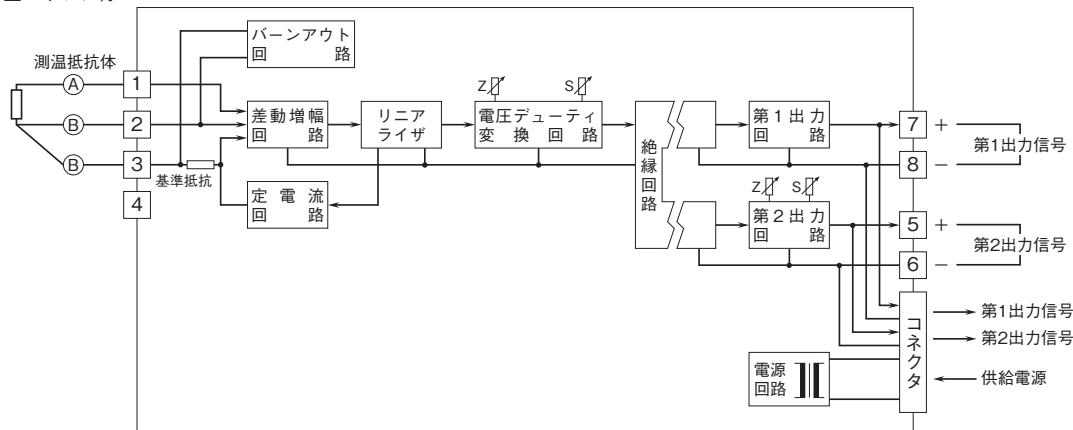 バーンアウト
回路
測温抵抗体
A
1
B
2
B
3
4
基準抵抗
差動増幅
回路
リニア
ライザ
Z
S
電圧デューティ
変換回路
定電流
回路
絶縁回路
第1出力
回路
Z
S
第2出力
回路
7
+
8
−
第1出力信号
5
+
6
−
第2出力信号
コネクタ
第1出力信号
第2出力信号
供給電源
電源
回路